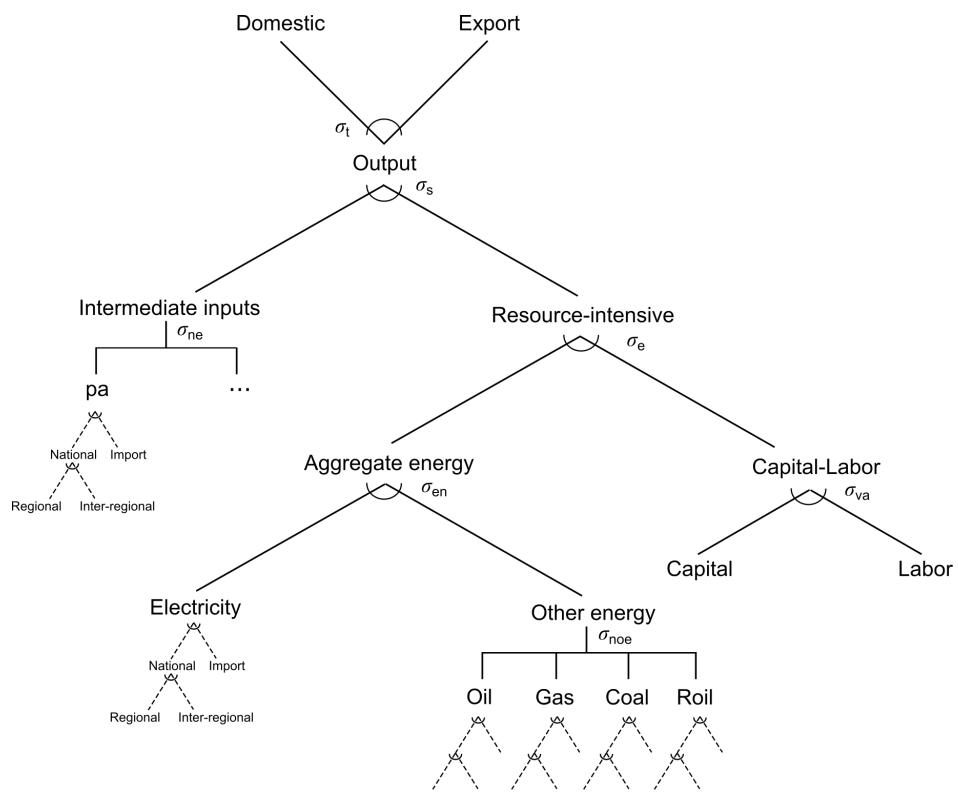 Domestic Export
σt
Output
σs
Intermediate inputs
Resource-intensive
σne
σe
pa ...
National Import
Regional Inter-regional
Aggregate energy
Capital-Labor
σen
σva
Capital Labor
Electricity
Other energy
σnoe
National Import
Oil Gas Coal Roil
Regional Inter-regional